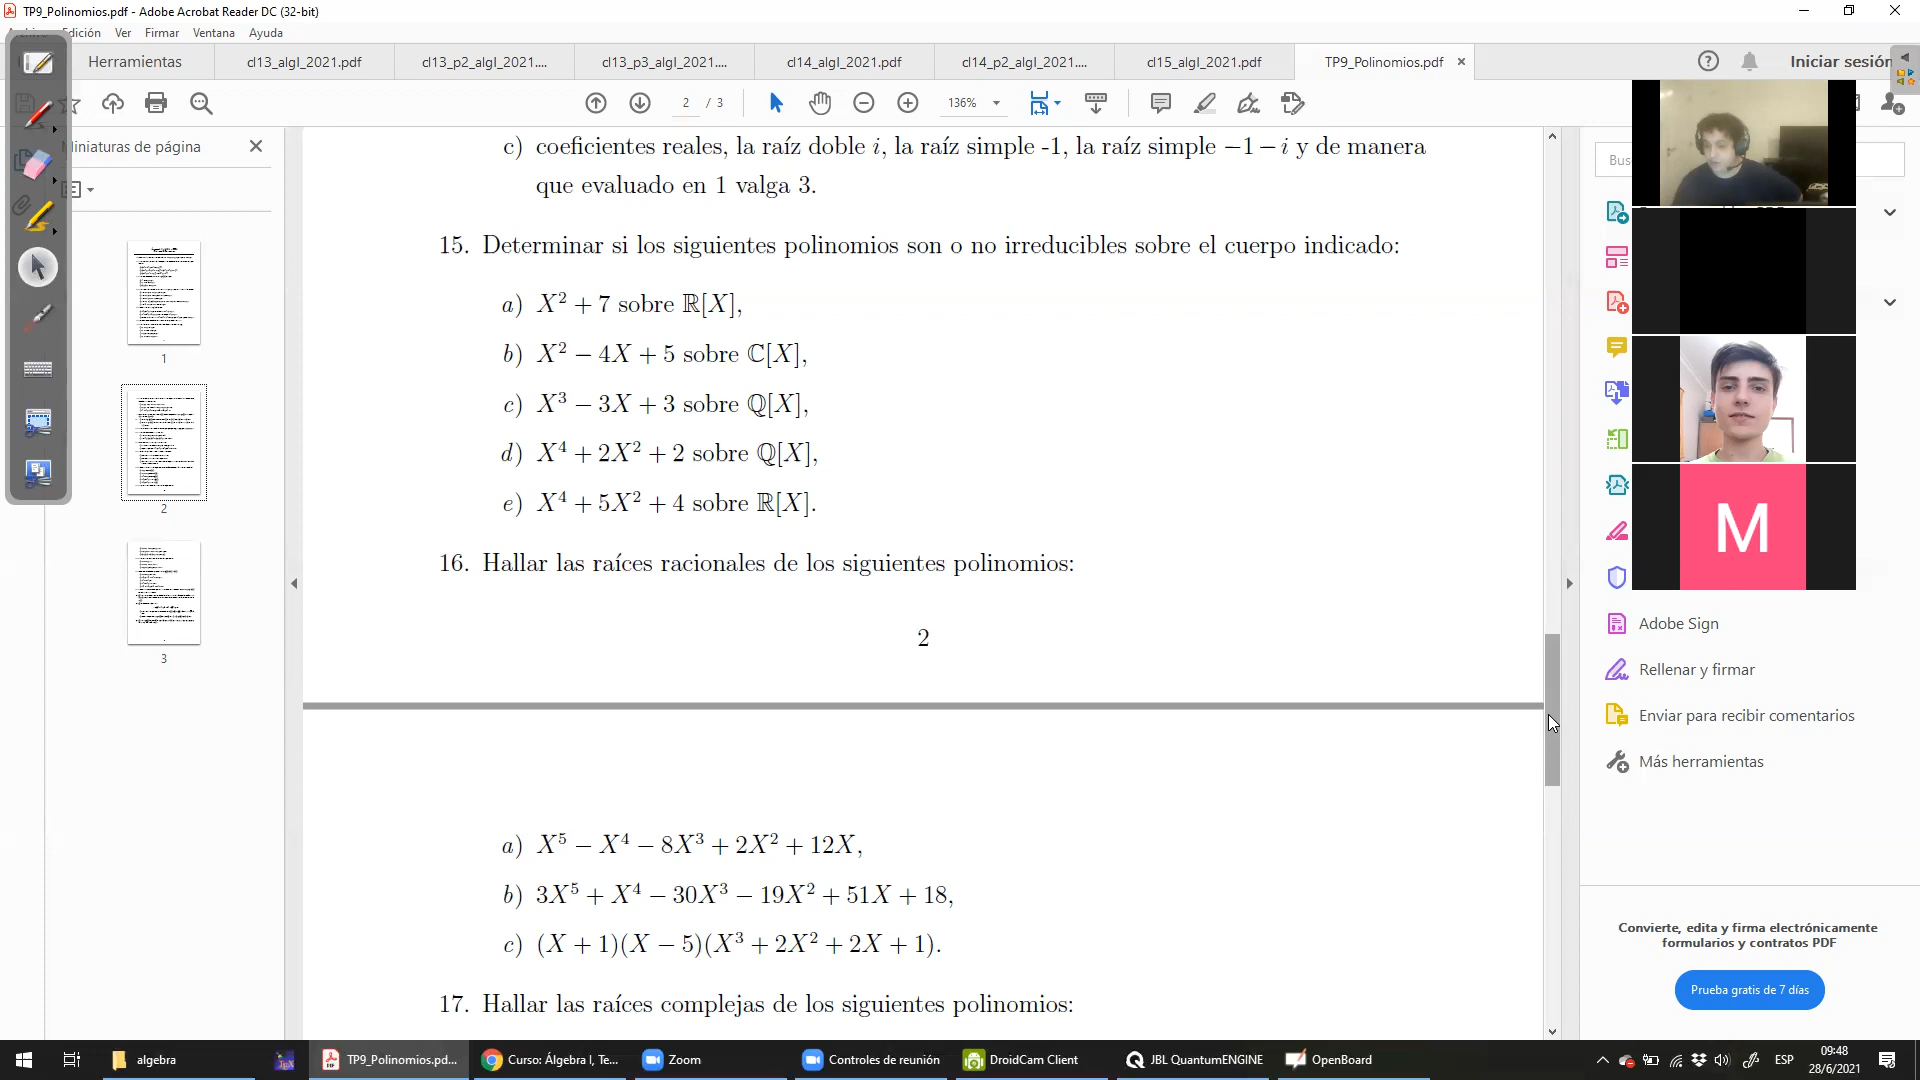 TP9_Polinomios.pdf - Adobe Acrobat Reader DC (32-bit)
Edición Ver Firmar Ventana Ayuda
Herramientas cl13_algI_2021.pdf cl13_p2_algI_2021.... cl13_p3_algI_2021.... cl14_algI_2021.pdf cl14_p2_algI_2021.... cl15_algI_2021.pdf TP9_Polinomios.pdf Iniciar sesión
2 / 3 136%
Miniaturas de página
1
2
3
c) coeficientes reales, la raíz doble i, la raíz simple -1, la raíz simple −1−i y de manera
que evaluado en 1 valga 3.
15. Determinar si los siguientes polinomios son o no irreducibles sobre el cuerpo indicado:
a) X² + 7 sobre ℝ[X],
b) X² − 4X + 5 sobre ℂ[X],
c) X³ − 3X + 3 sobre ℚ[X],
d) X⁴ + 2X² + 2 sobre ℚ[X],
e) X⁴ + 5X² + 4 sobre ℝ[X].
16. Hallar las raíces racionales de los siguientes polinomios:
2
a) X⁵ − X⁴ − 8X³ + 2X² + 12X,
b) 3X⁵ + X⁴ − 30X³ − 19X² + 51X + 18,
c) (X + 1)(X − 5)(X³ + 2X² + 2X + 1).
17. Hallar las raíces complejas de los siguientes polinomios:
Bus
M
Adobe Sign
Rellenar y firmar
Enviar para recibir comentarios
Más herramientas
Convierte, edita y firma electrónicamente
formularios y contratos PDF
Prueba gratis de 7 días
algebra TP9_Polinomios.pd... Curso: Álgebra I, Te... Zoom Controles de reunión DroidCam Client JBL QuantumENGINE OpenBoard ESP 09:48
28/6/2021